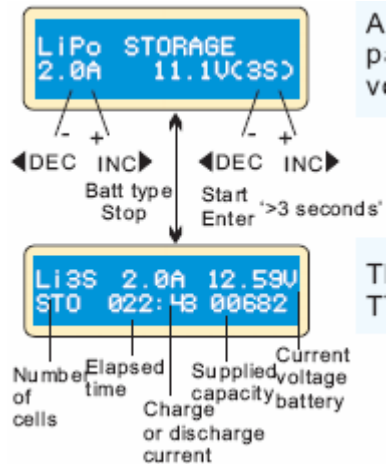 LiPo STORAGE
2.0A 11.1V(3S)
- + - +
◀DEC INC▶ ◀DEC INC▶
Batt type
Stop
Start
Enter '>3 seconds'
Li3S 2.0A 12.59V
STO 022:48 00682
Number
of
cells
Elapsed
time
Charge
or discharge
current
Supplied
capacity
Current
voltage
battery
A
pa
vo
Th
T